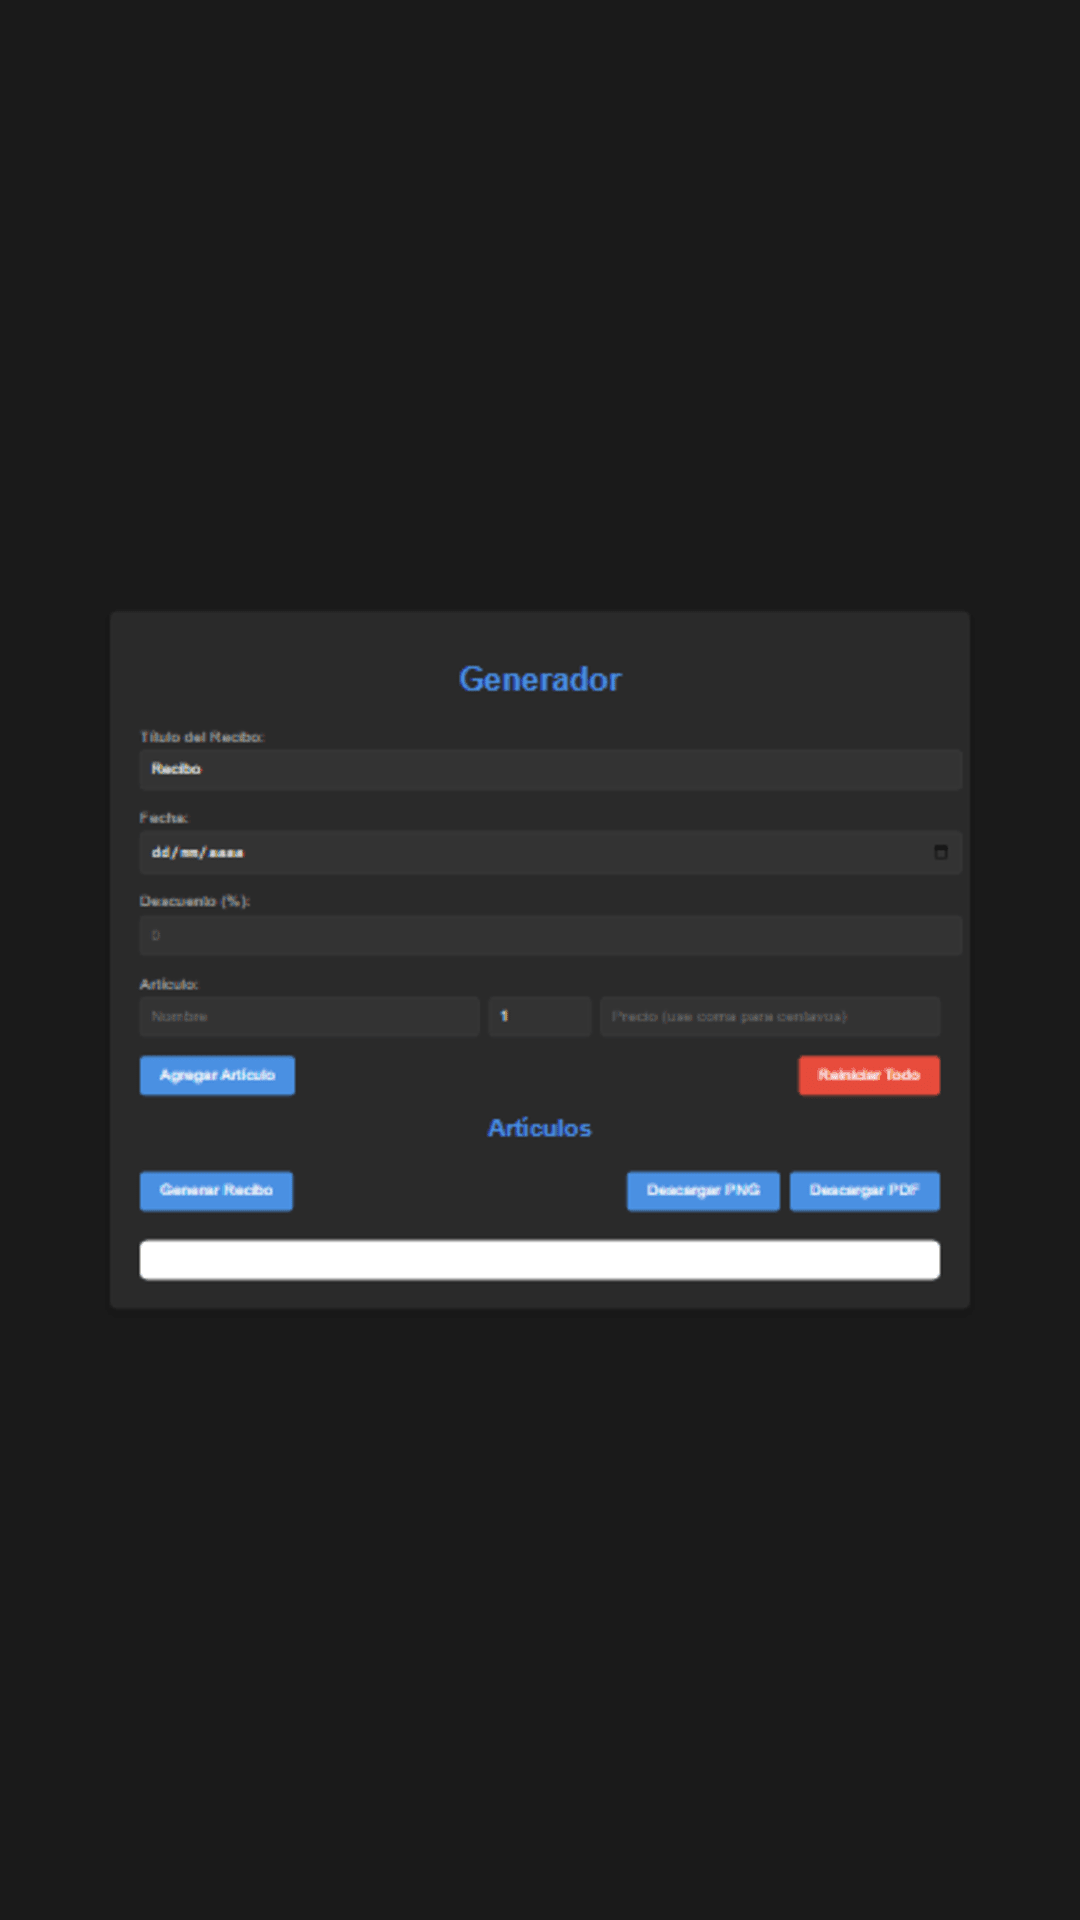 Generador
Título del Recibo:
Recibo
Fecha:
dd/mm/aaaa
Descuento (%):
0
Artículo:
Nombre 1 Precio (use coma para centavos)
Agregar Artículo Reiniciar Todo
Artículos
Generar Recibo Descargar PNG Descargar PDF